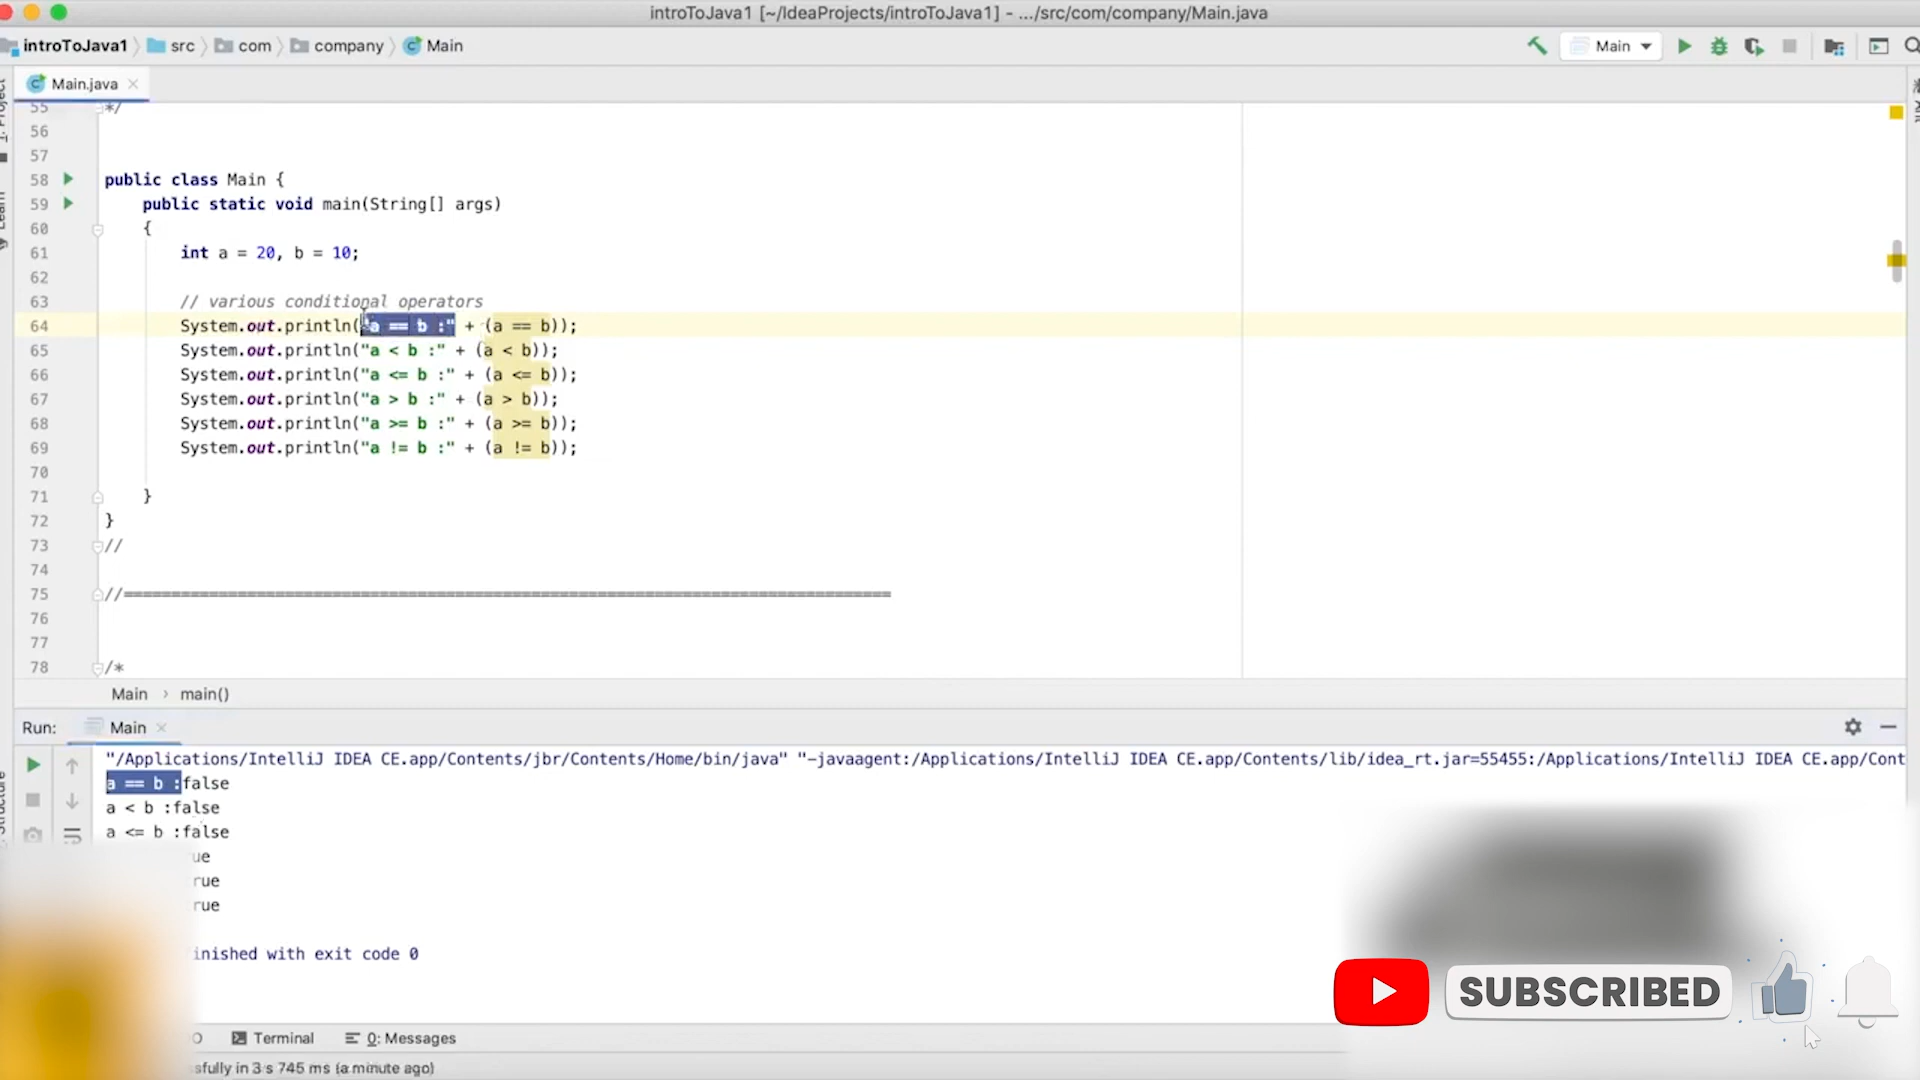 introToJava1 [~/IdeaProjects/introToJava1] - .../src/com/company/Main.java
introToJava1 src com company Main
Main
Main.java
1: Project
Learn
55 */
56
57
58 public class Main {
59 public static void main(String[] args)
60 {
61 int a = 20, b = 10;
62
63 // various conditional operators
64 System.out.println("a == b :" + (a == b));
65 System.out.println("a < b :" + (a < b));
66 System.out.println("a <= b :" + (a <= b));
67 System.out.println("a > b :" + (a > b));
68 System.out.println("a >= b :" + (a >= b));
69 System.out.println("a != b :" + (a != b));
70
71 }
72 }
73 //
74
75 //=================================================================================
76
77
78 /*
Main › main()
Run: Main
"/Applications/IntelliJ IDEA CE.app/Contents/jbr/Contents/Home/bin/java" "-javaagent:/Applications/IntelliJ IDEA CE.app/Contents/lib/idea_rt.jar=55455:/Applications/IntelliJ IDEA CE.app/Cont
a == b :false
a < b :false
a <= b :false
rue
rue
rue
inished with exit code 0
SUBSCRIBED
Terminal 0: Messages
sfully in 3 s 745 ms (a minute ago)